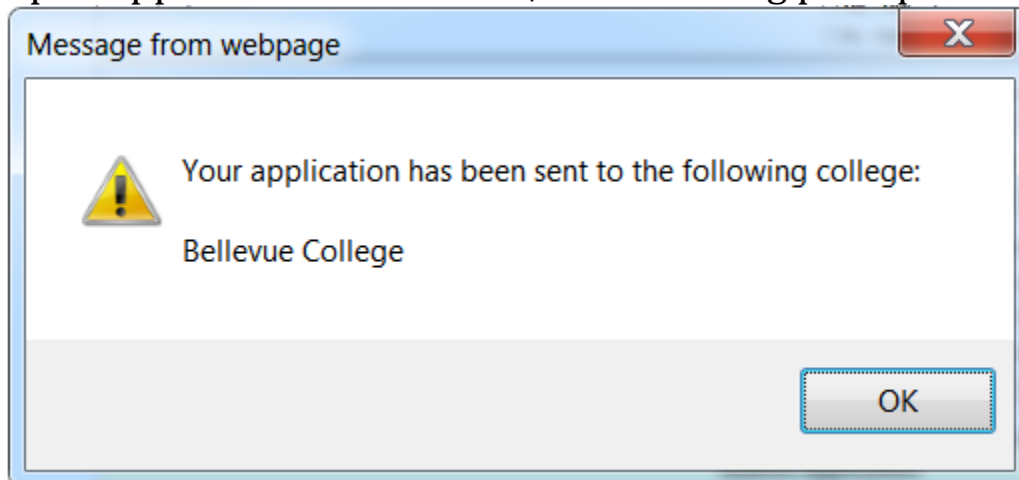 Message from webpage
X
Your application has been sent to the following college:
Bellevue College
OK